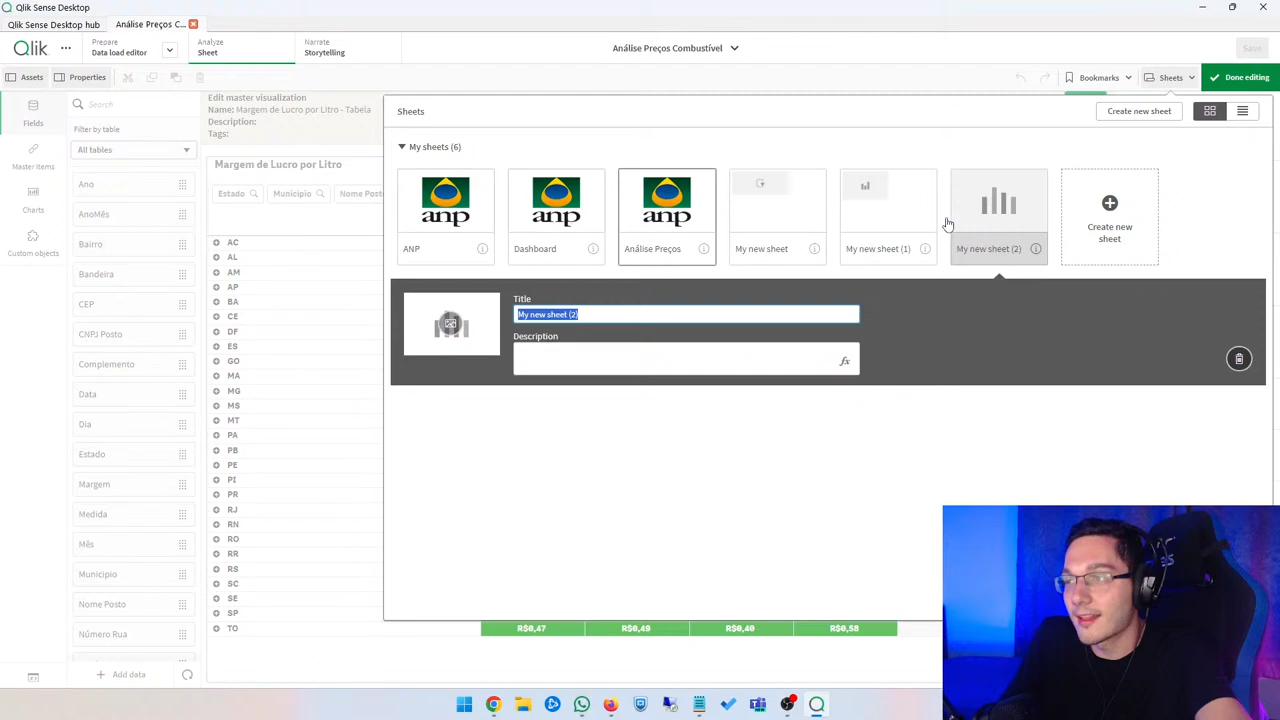 Qlik Sense Desktop
Qlik Sense Desktop hub
Análise Preços C...
Qlik
Prepare
Data load editor
Analyze
Sheet
Narrate
Storytelling
Análise Preços Combustível
Save
Assets
Properties
Bookmarks
Sheets
Done editing
Fields
Master Items
Charts
Custom objects
Search
Filter by table
All tables
Ano
AnoMês
Bairro
Bandeira
CEP
CNPJ Posto
Complemento
Data
Dia
Estado
Margem
Medida
Mês
Municipio
Nome Posto
Número Rua
Add data
Edit master visualization
Name: Margem de Lucro por Litro - Tabela
Description:
Tags:
Margem de Lucro por Litro
Estado
Municipio
Nome Posto
AC
AL
AM
AP
BA
CE
DF
ES
GO
MA
MG
MS
MT
PA
PB
PE
PI
PR
RJ
RN
RO
RR
RS
SC
SE
SP
TO
R$0,47
R$0,49
R$0,40
R$0,58
Sheets
Create new sheet
My sheets (6)
anp
ANP
anp
Dashboard
anp
Análise Preços
My new sheet
My new sheet (1)
My new sheet (2)
Create new
sheet
Title
My new sheet (2)
Description
fx